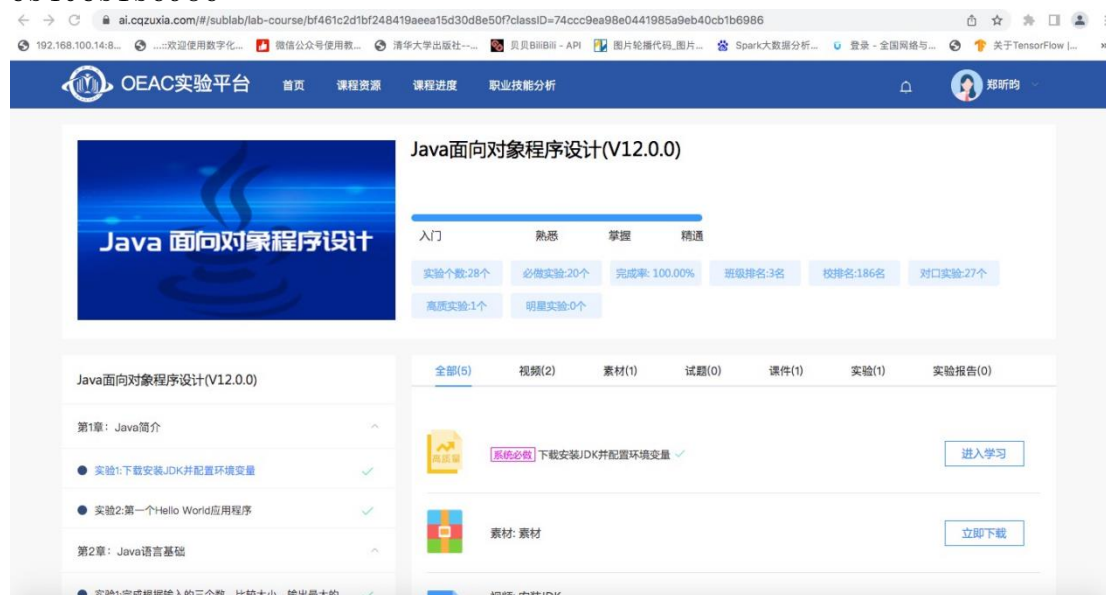 ai.cqzuxia.com/#/sublab/lab-course/bf461c2d1bf248419aeea15d30d8e50f?classID=74ccc9ea98e0441985a9eb40cb1b6986
192.168.100.14:8... ...::欢迎使用数字化... 微信公众号使用教... 清华大学出版社--... 贝贝BiliBili - API 图片轮播代码_图片... Spark大数据分析... 登录 - 全国网络与... 关于TensorFlow |...
OEAC实验平台 首页 课程资源 课程进度 职业技能分析 郑昕昀
Java 面向对象程序设计
Java面向对象程序设计(V12.0.0)
入门 熟悉 掌握 精通
实验个数:28个 必做实验:20个 完成率: 100.00% 班级排名:3名 校排名:186名 对口实验:27个
高质实验:1个 明星实验:0个
Java面向对象程序设计(V12.0.0)
第1章：Java简介
实验1:下载安装JDK并配置环境变量
实验2:第一个Hello World应用程序
第2章：Java语言基础
全部(5) 视频(2) 素材(1) 试题(0) 课件(1) 实验(1) 实验报告(0)
高质量 系统必做 下载安装JDK并配置环境变量 进入学习
素材: 素材 立即下载